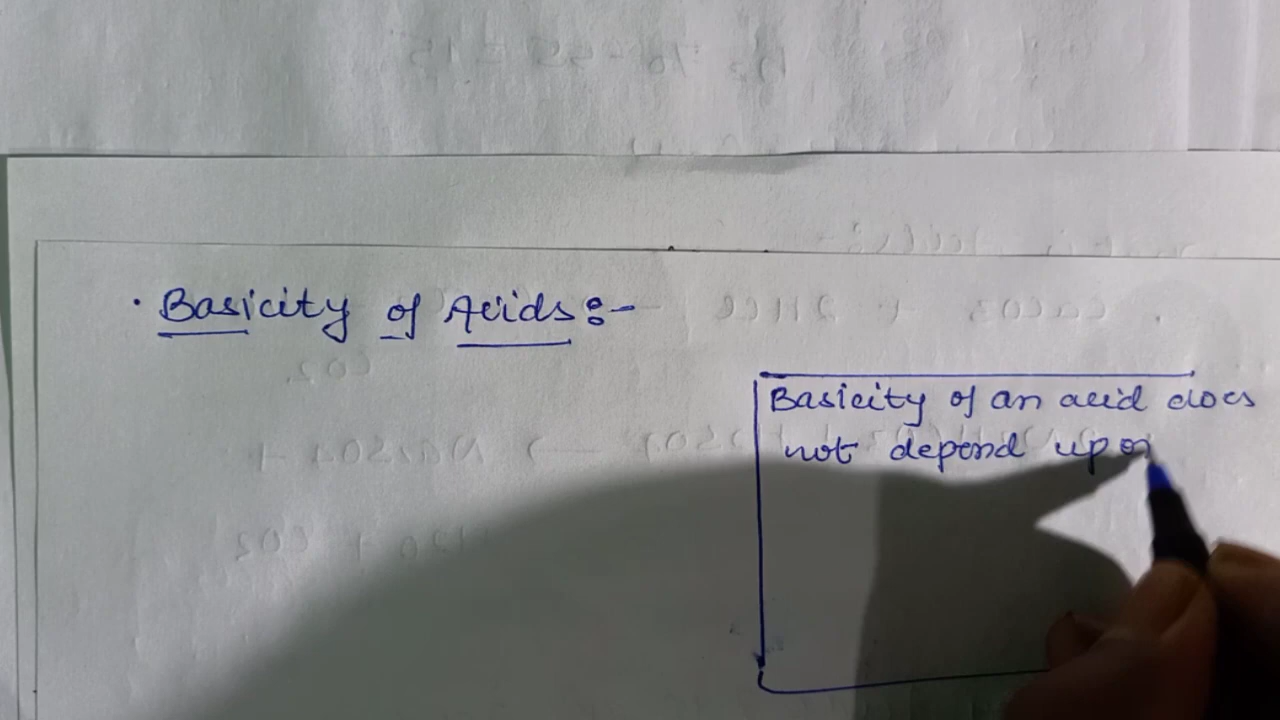 · Basicity of Acids :-
Basicity of an acid does
not depend upon